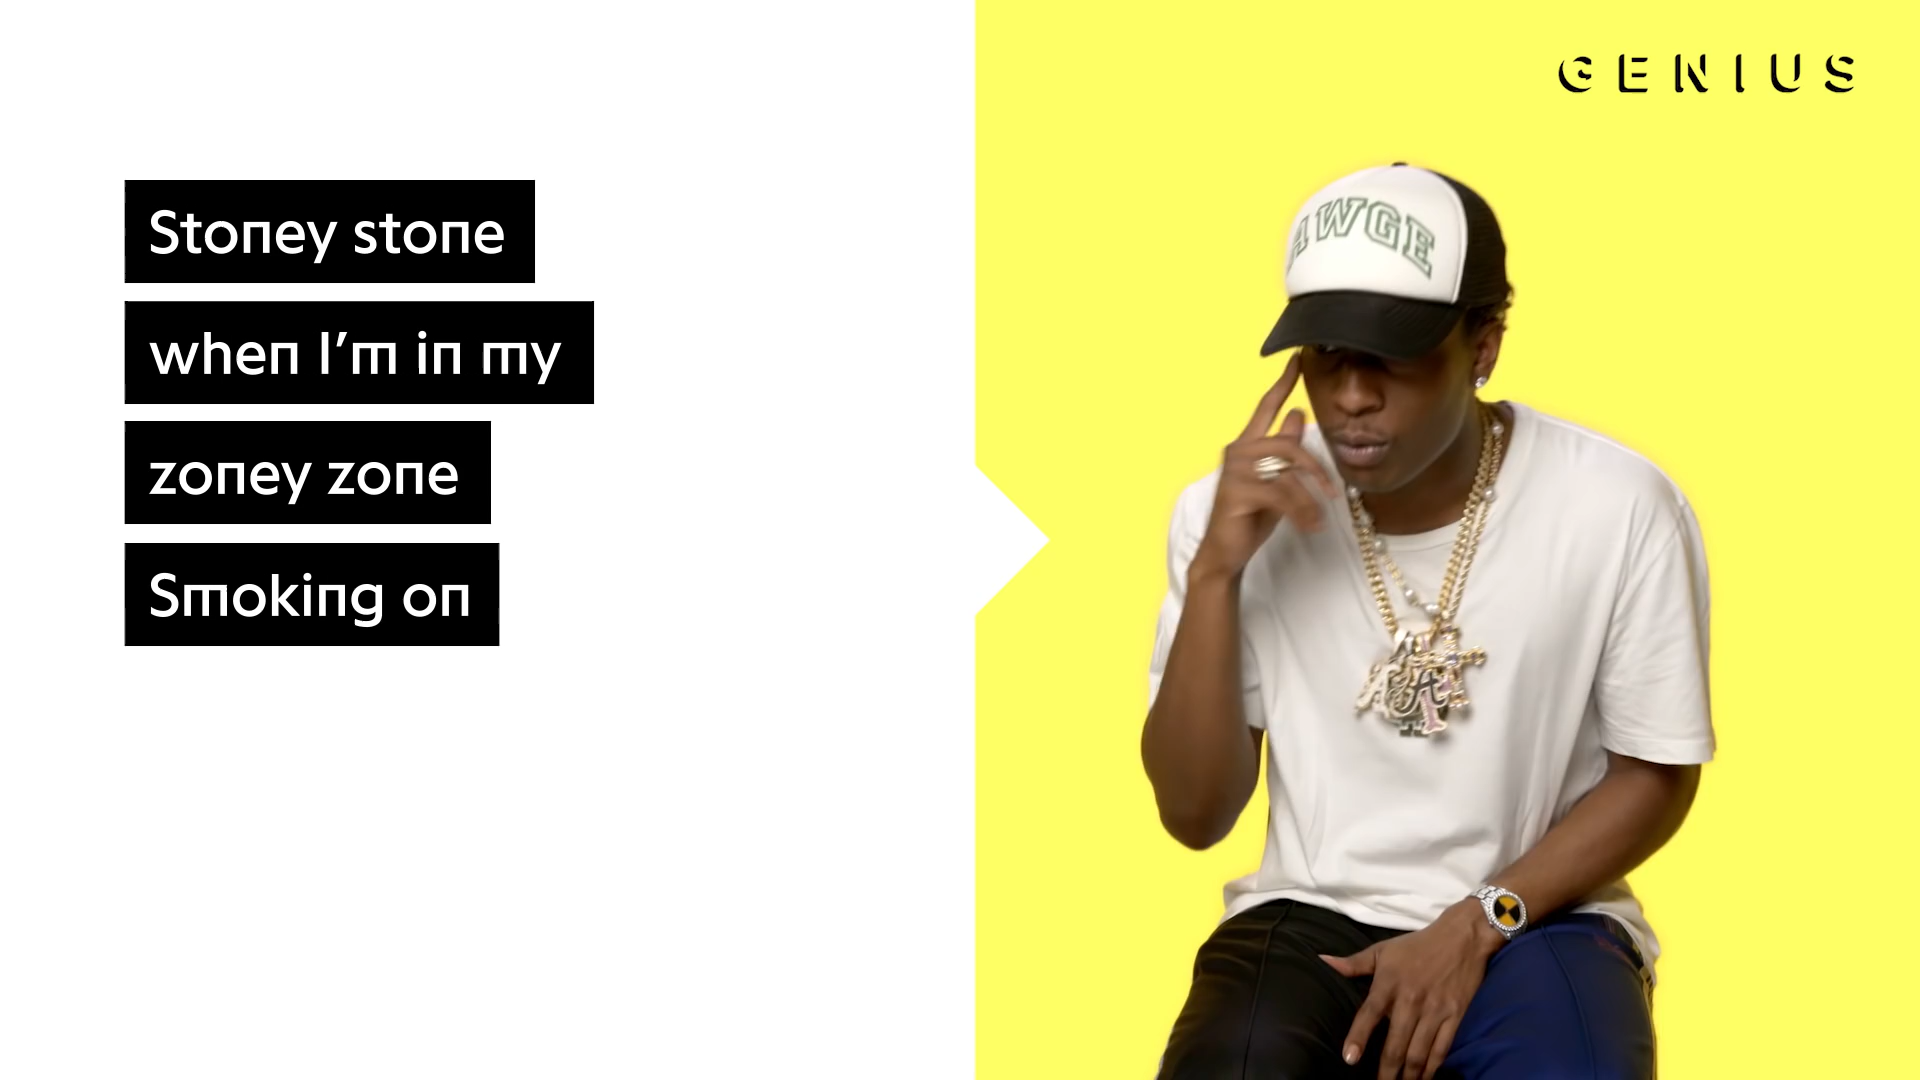 GENIUS
Stoney stone
when I’m in my
zoney zone
Smoking on
AWGE